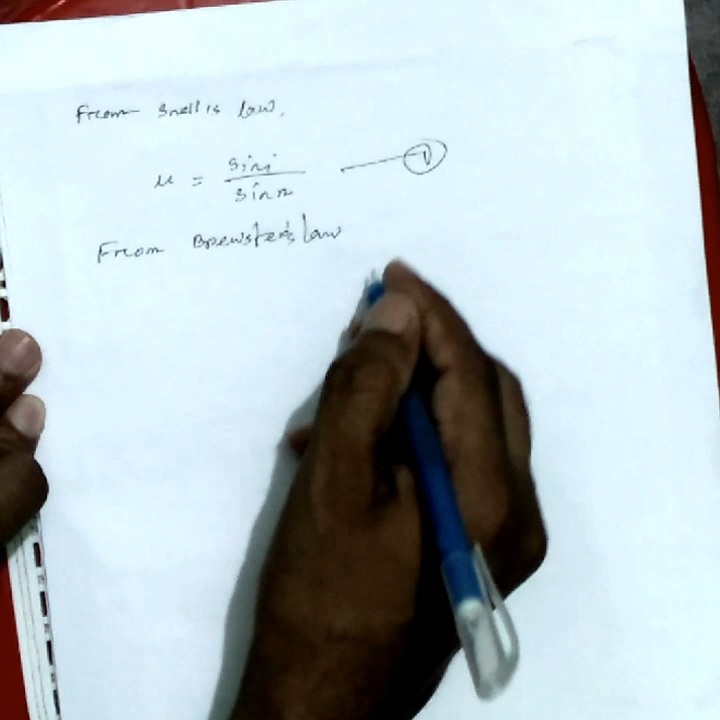 From Snell's law,
μ = sin i / sin r —— 1
From Brewster's law